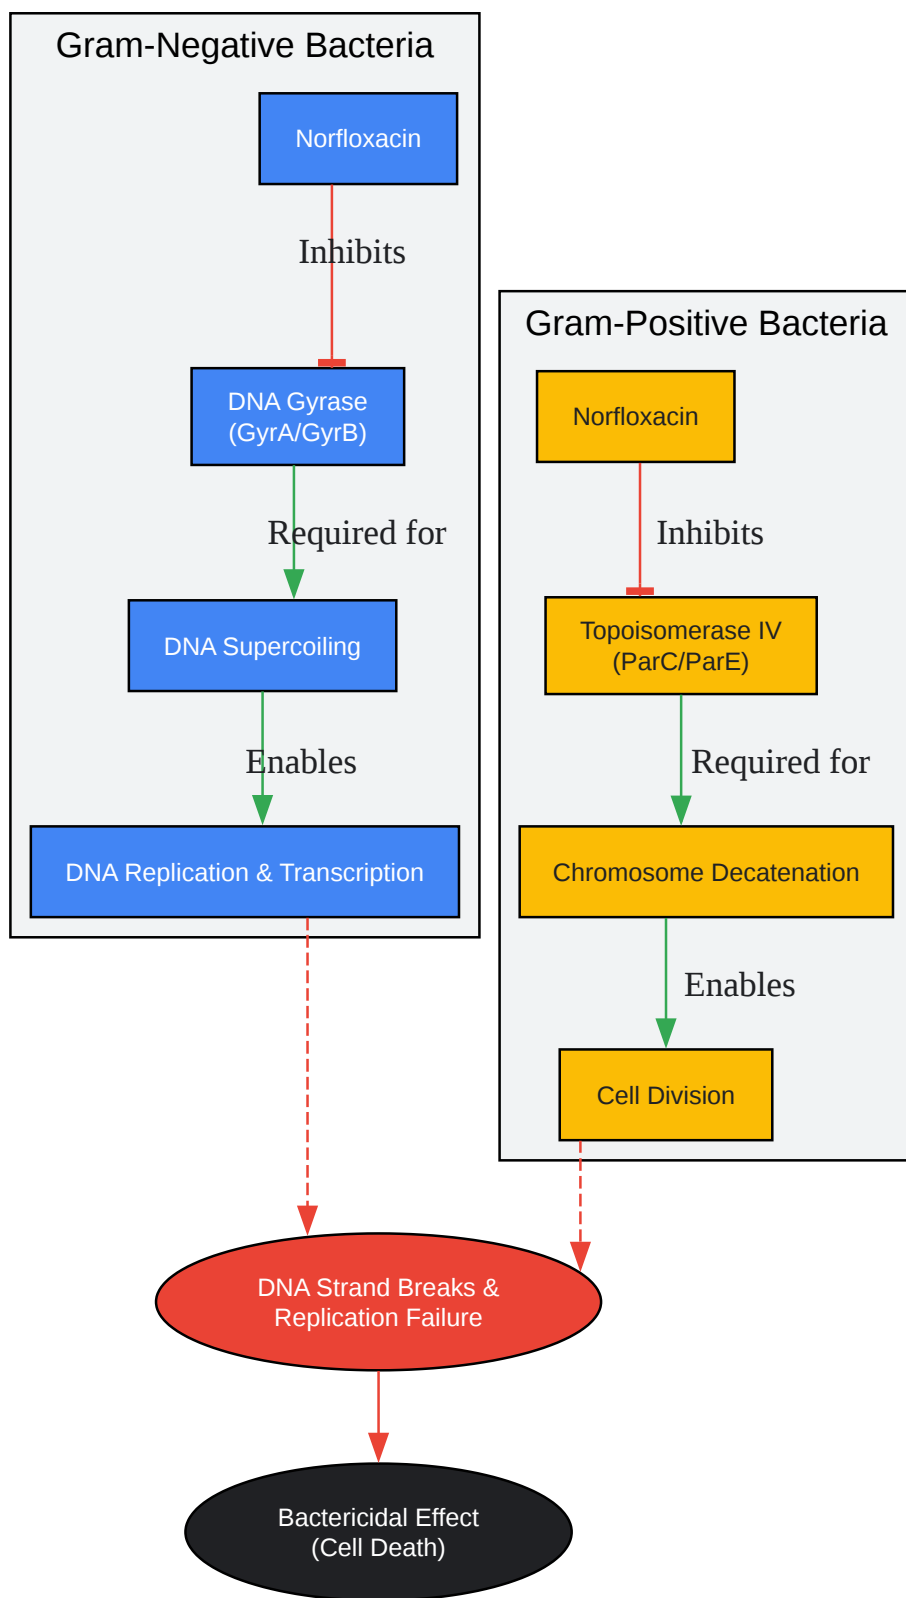 Gram-Negative Bacteria
Norfloxacin
Inhibits
DNA Gyrase
(GyrA/GyrB)
Required for
DNA Supercoiling
Enables
DNA Replication & Transcription
Gram-Positive Bacteria
Norfloxacin
Inhibits
Topoisomerase IV
(ParC/ParE)
Required for
Chromosome Decatenation
Enables
Cell Division
DNA Strand Breaks &
Replication Failure
Bactericidal Effect
(Cell Death)